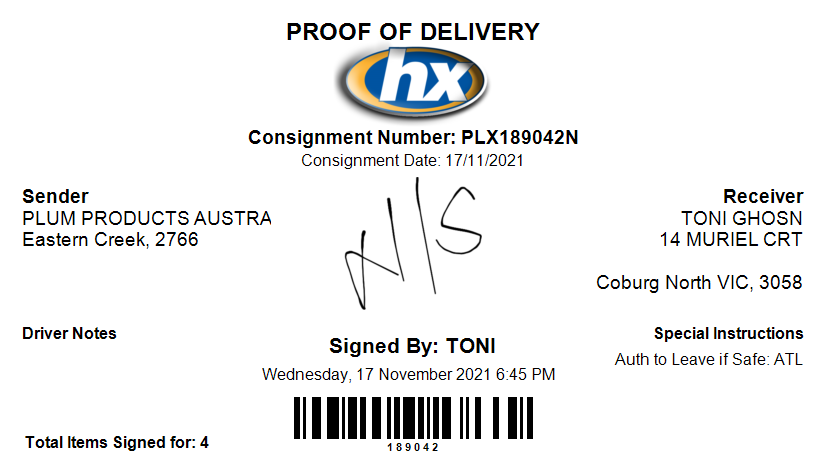 PROOF OF DELIVERY
hx
Consignment Number: PLX189042N
Consignment Date: 17/11/2021
Sender
PLUM PRODUCTS AUSTRA
Eastern Creek, 2766
Receiver
TONI GHOSN
14 MURIEL CRT
Coburg North VIC, 3058
Driver Notes
Signed By: TONI
Wednesday, 17 November 2021 6:45 PM
Special Instructions
Auth to Leave if Safe: ATL
189042
Total Items Signed for: 4